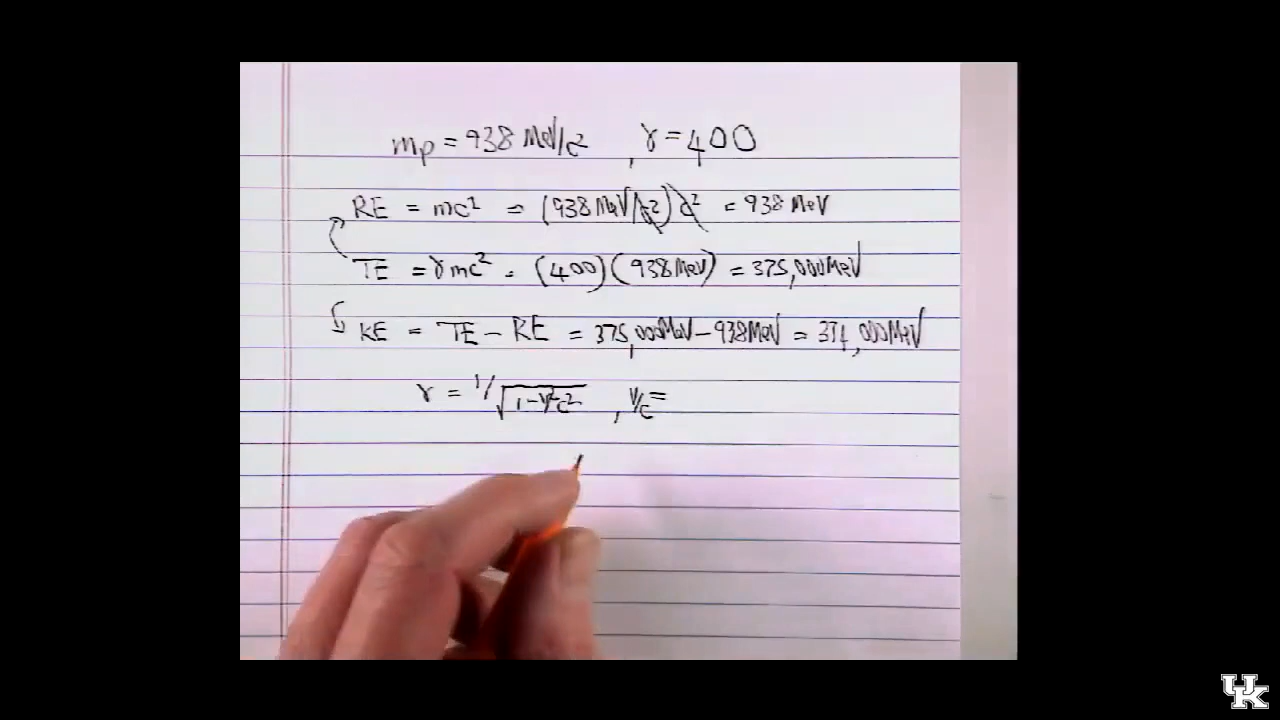 mp = 938 MeV/c² , γ = 400
RE = mc² = (938 MeV/c²) c² = 938 MeV
TE = γmc² = (400)(938 MeV) = 375,000 MeV
KE = TE − RE = 375,000 MeV − 938 MeV = 374,000 MeV
γ = 1/√1−v²/c² , v/c =
UK